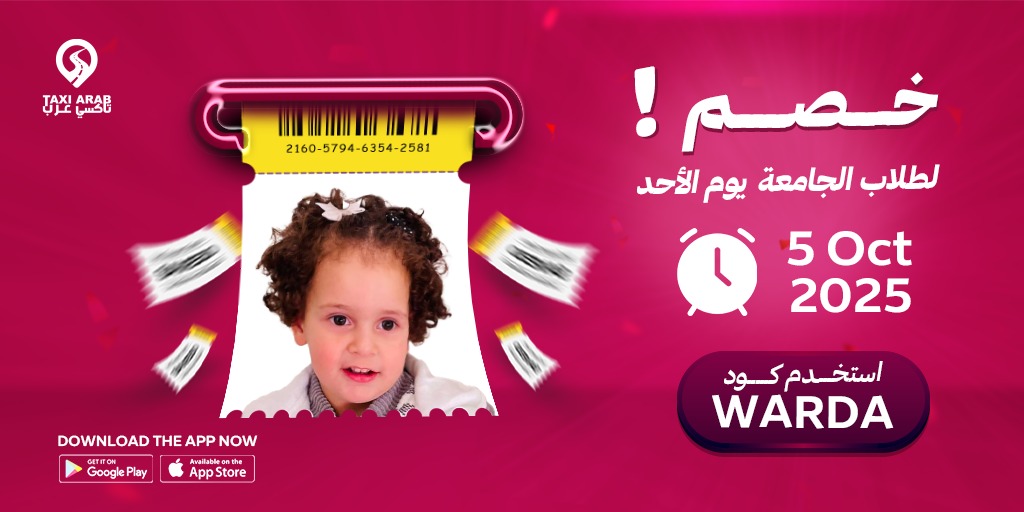 TAXI ARAB
تاكسي عرب
2160-5794-6354-2581
خصم!
لطلاب الجامعة يوم الأحد
5 Oct
2025
استخدم كود
WARDA
DOWNLOAD THE APP NOW
GET IT ON
Google Play
Available on the
App Store